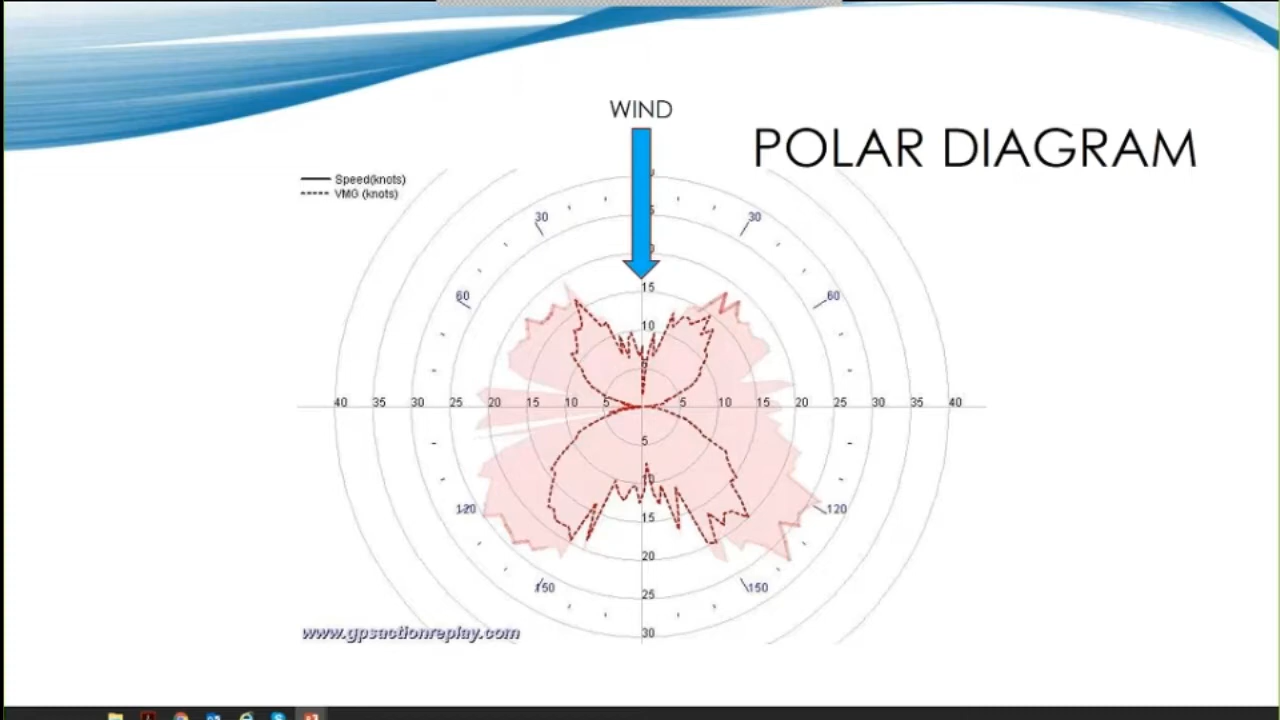 WIND
POLAR DIAGRAM
Speed(knots)
VMG (knots)
30
30
60
60
15
10
40 35 30 25 20 15 10 5 5 10 15 20 25 30 35 40
5
15
120
120
20
150
150
25
30
www.gpsactionreplay.com